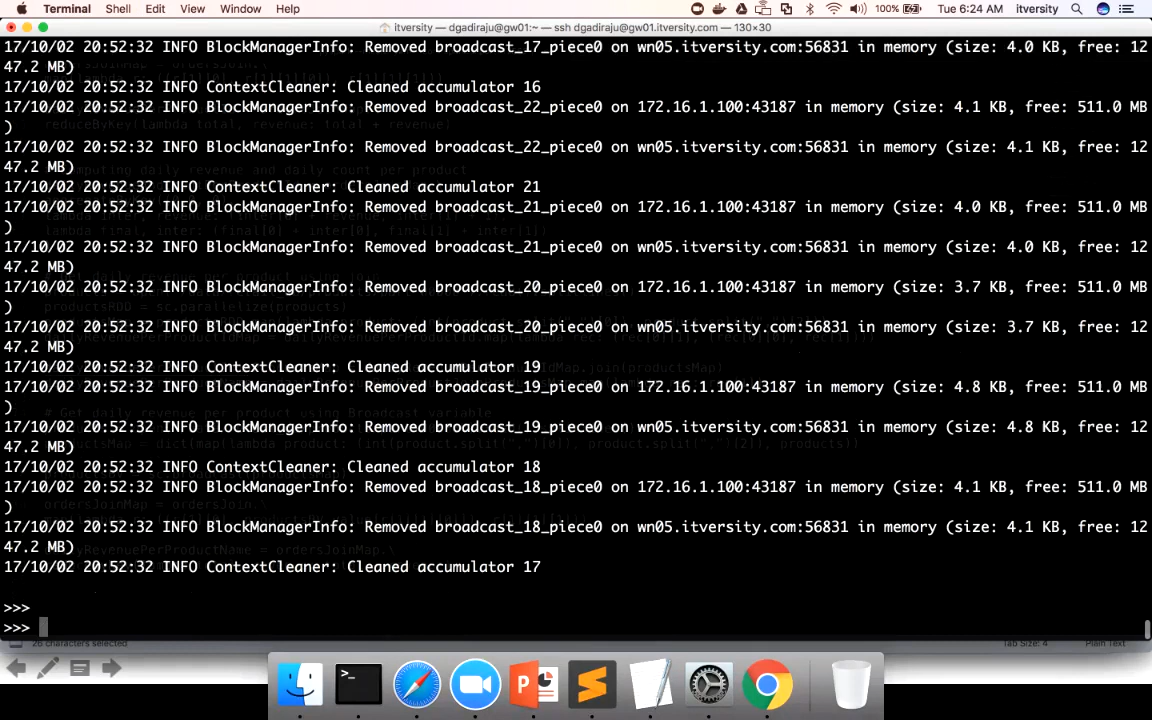 Terminal Shell Edit View Window Help 100% Tue 6:24 AM itversity
itversity — dgadiraju@gw01:~ — ssh dgadiraju@gw01.itversity.com — 130×30
17/10/02 20:52:32 INFO BlockManagerInfo: Removed broadcast_17_piece0 on wn05.itversity.com:56831 in memory (size: 4.0 KB, free: 12
47.2 MB)
17/10/02 20:52:32 INFO ContextCleaner: Cleaned accumulator 16
17/10/02 20:52:32 INFO BlockManagerInfo: Removed broadcast_22_piece0 on 172.16.1.100:43187 in memory (size: 4.1 KB, free: 511.0 MB
)
17/10/02 20:52:32 INFO BlockManagerInfo: Removed broadcast_22_piece0 on wn05.itversity.com:56831 in memory (size: 4.1 KB, free: 12
47.2 MB)
17/10/02 20:52:32 INFO ContextCleaner: Cleaned accumulator 21
17/10/02 20:52:32 INFO BlockManagerInfo: Removed broadcast_21_piece0 on 172.16.1.100:43187 in memory (size: 4.0 KB, free: 511.0 MB
)
17/10/02 20:52:32 INFO BlockManagerInfo: Removed broadcast_21_piece0 on wn05.itversity.com:56831 in memory (size: 4.0 KB, free: 12
47.2 MB)
17/10/02 20:52:32 INFO BlockManagerInfo: Removed broadcast_20_piece0 on 172.16.1.100:43187 in memory (size: 3.7 KB, free: 511.0 MB
)
17/10/02 20:52:32 INFO BlockManagerInfo: Removed broadcast_20_piece0 on wn05.itversity.com:56831 in memory (size: 3.7 KB, free: 12
47.2 MB)
17/10/02 20:52:32 INFO ContextCleaner: Cleaned accumulator 19
17/10/02 20:52:32 INFO BlockManagerInfo: Removed broadcast_19_piece0 on 172.16.1.100:43187 in memory (size: 4.8 KB, free: 511.0 MB
)
17/10/02 20:52:32 INFO BlockManagerInfo: Removed broadcast_19_piece0 on wn05.itversity.com:56831 in memory (size: 4.8 KB, free: 12
47.2 MB)
17/10/02 20:52:32 INFO ContextCleaner: Cleaned accumulator 18
17/10/02 20:52:32 INFO BlockManagerInfo: Removed broadcast_18_piece0 on 172.16.1.100:43187 in memory (size: 4.1 KB, free: 511.0 MB
)
17/10/02 20:52:32 INFO BlockManagerInfo: Removed broadcast_18_piece0 on wn05.itversity.com:56831 in memory (size: 4.1 KB, free: 12
47.2 MB)
17/10/02 20:52:32 INFO ContextCleaner: Cleaned accumulator 17
>>>
>>>
26 characters selected Tab Size: 4 Plain Text